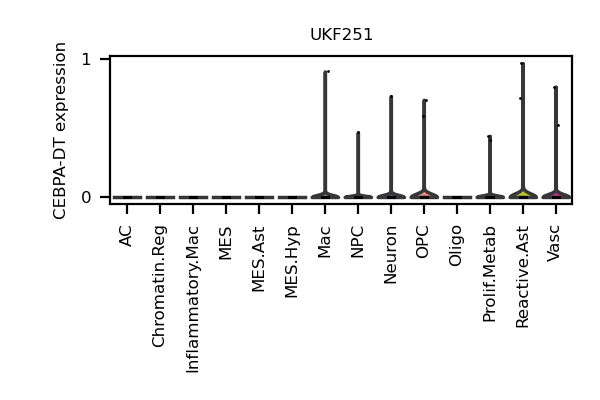 UKF251
CEBPA-DT expression
1
0
AC
Chromatin.Reg
Inflammatory.Mac
MES
MES.Ast
MES.Hyp
Mac
NPC
Neuron
OPC
Oligo
Prolif.Metab
Reactive.Ast
Vasc